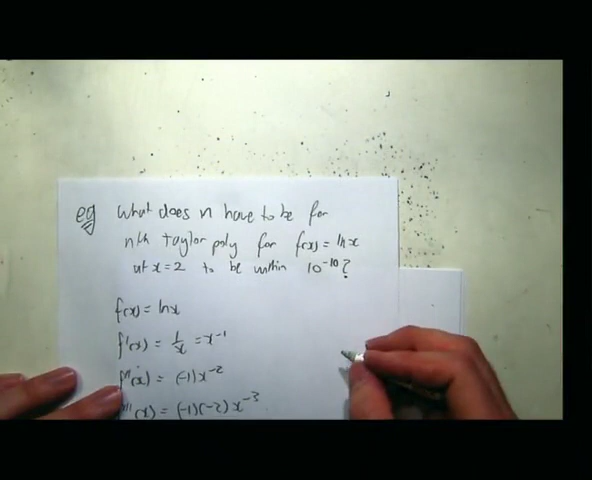 eg What does n have to be for
nth Taylor poly for f(x) = ln x
at x = 2 to be within 10^-10?
f(x) = ln x
f'(x) = 1/x = x^-1
f''(x) = (-1)x^-2
f'''(x) = (-1)(-2)x^-3